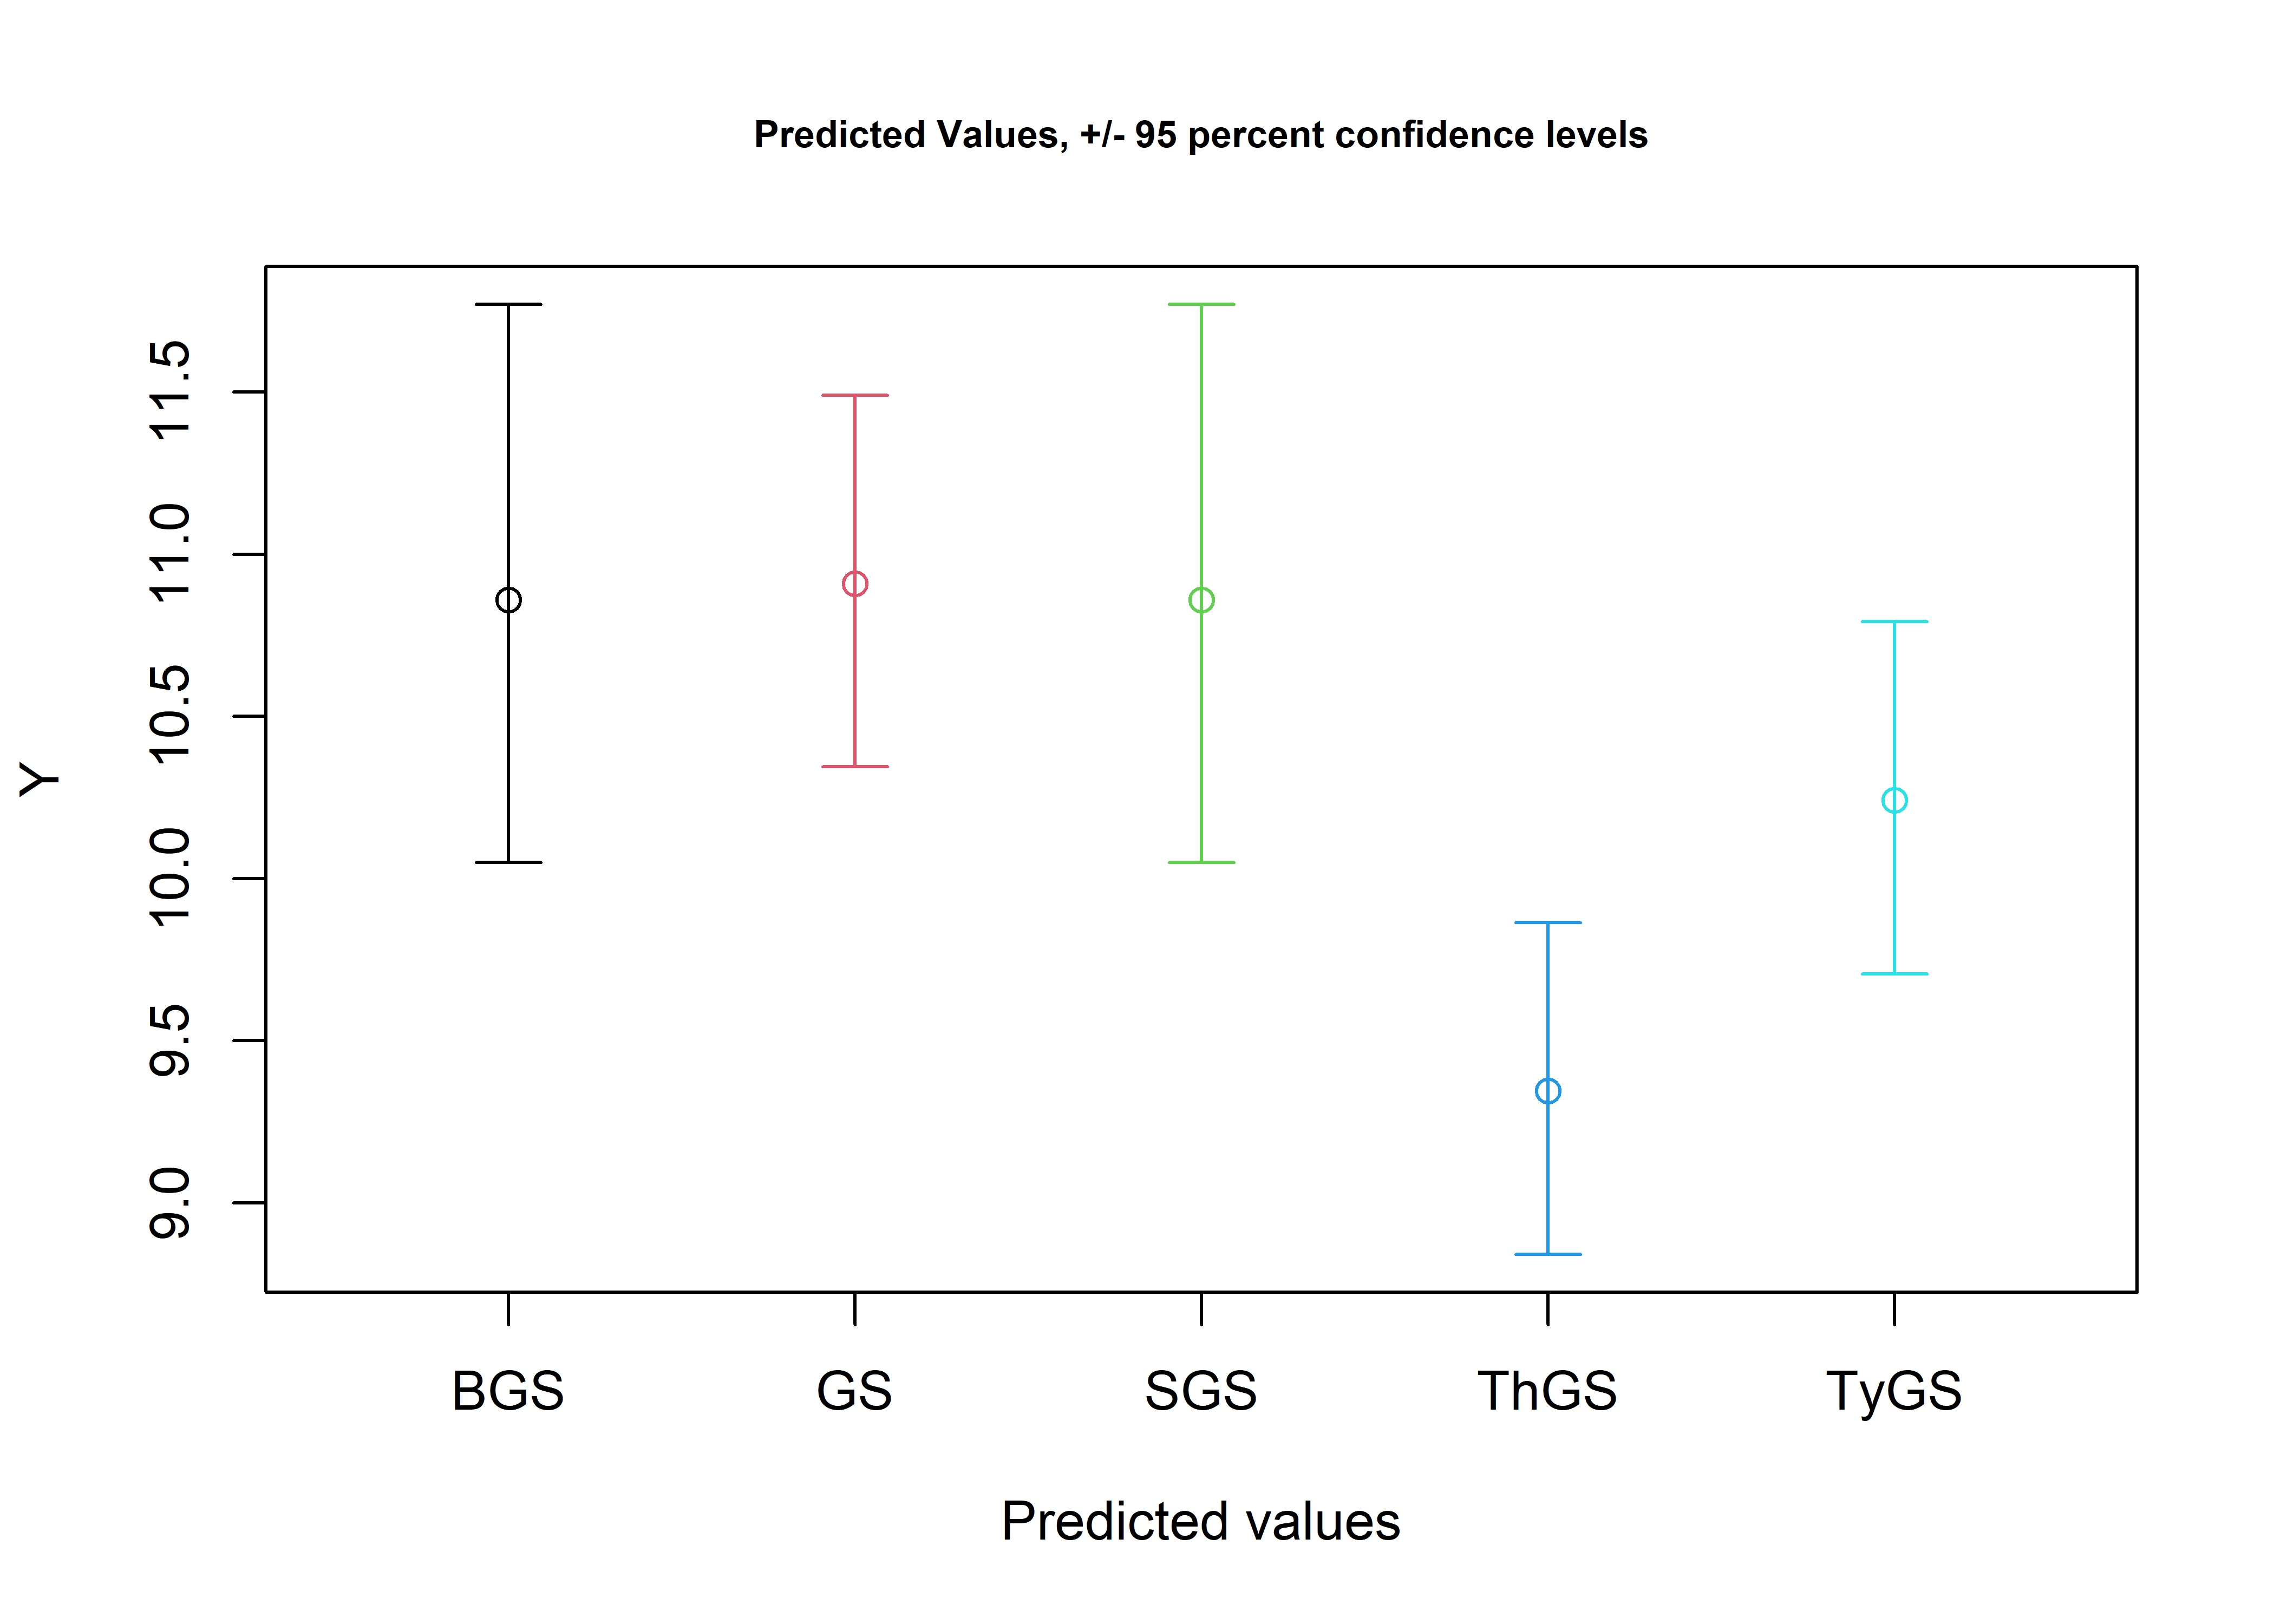 Predicted Values, +/- 95 percent confidence levels
Y
11.5
11.0
10.5
10.0
9.5
9.0
BGS GS SGS ThGS TyGS
Predicted values